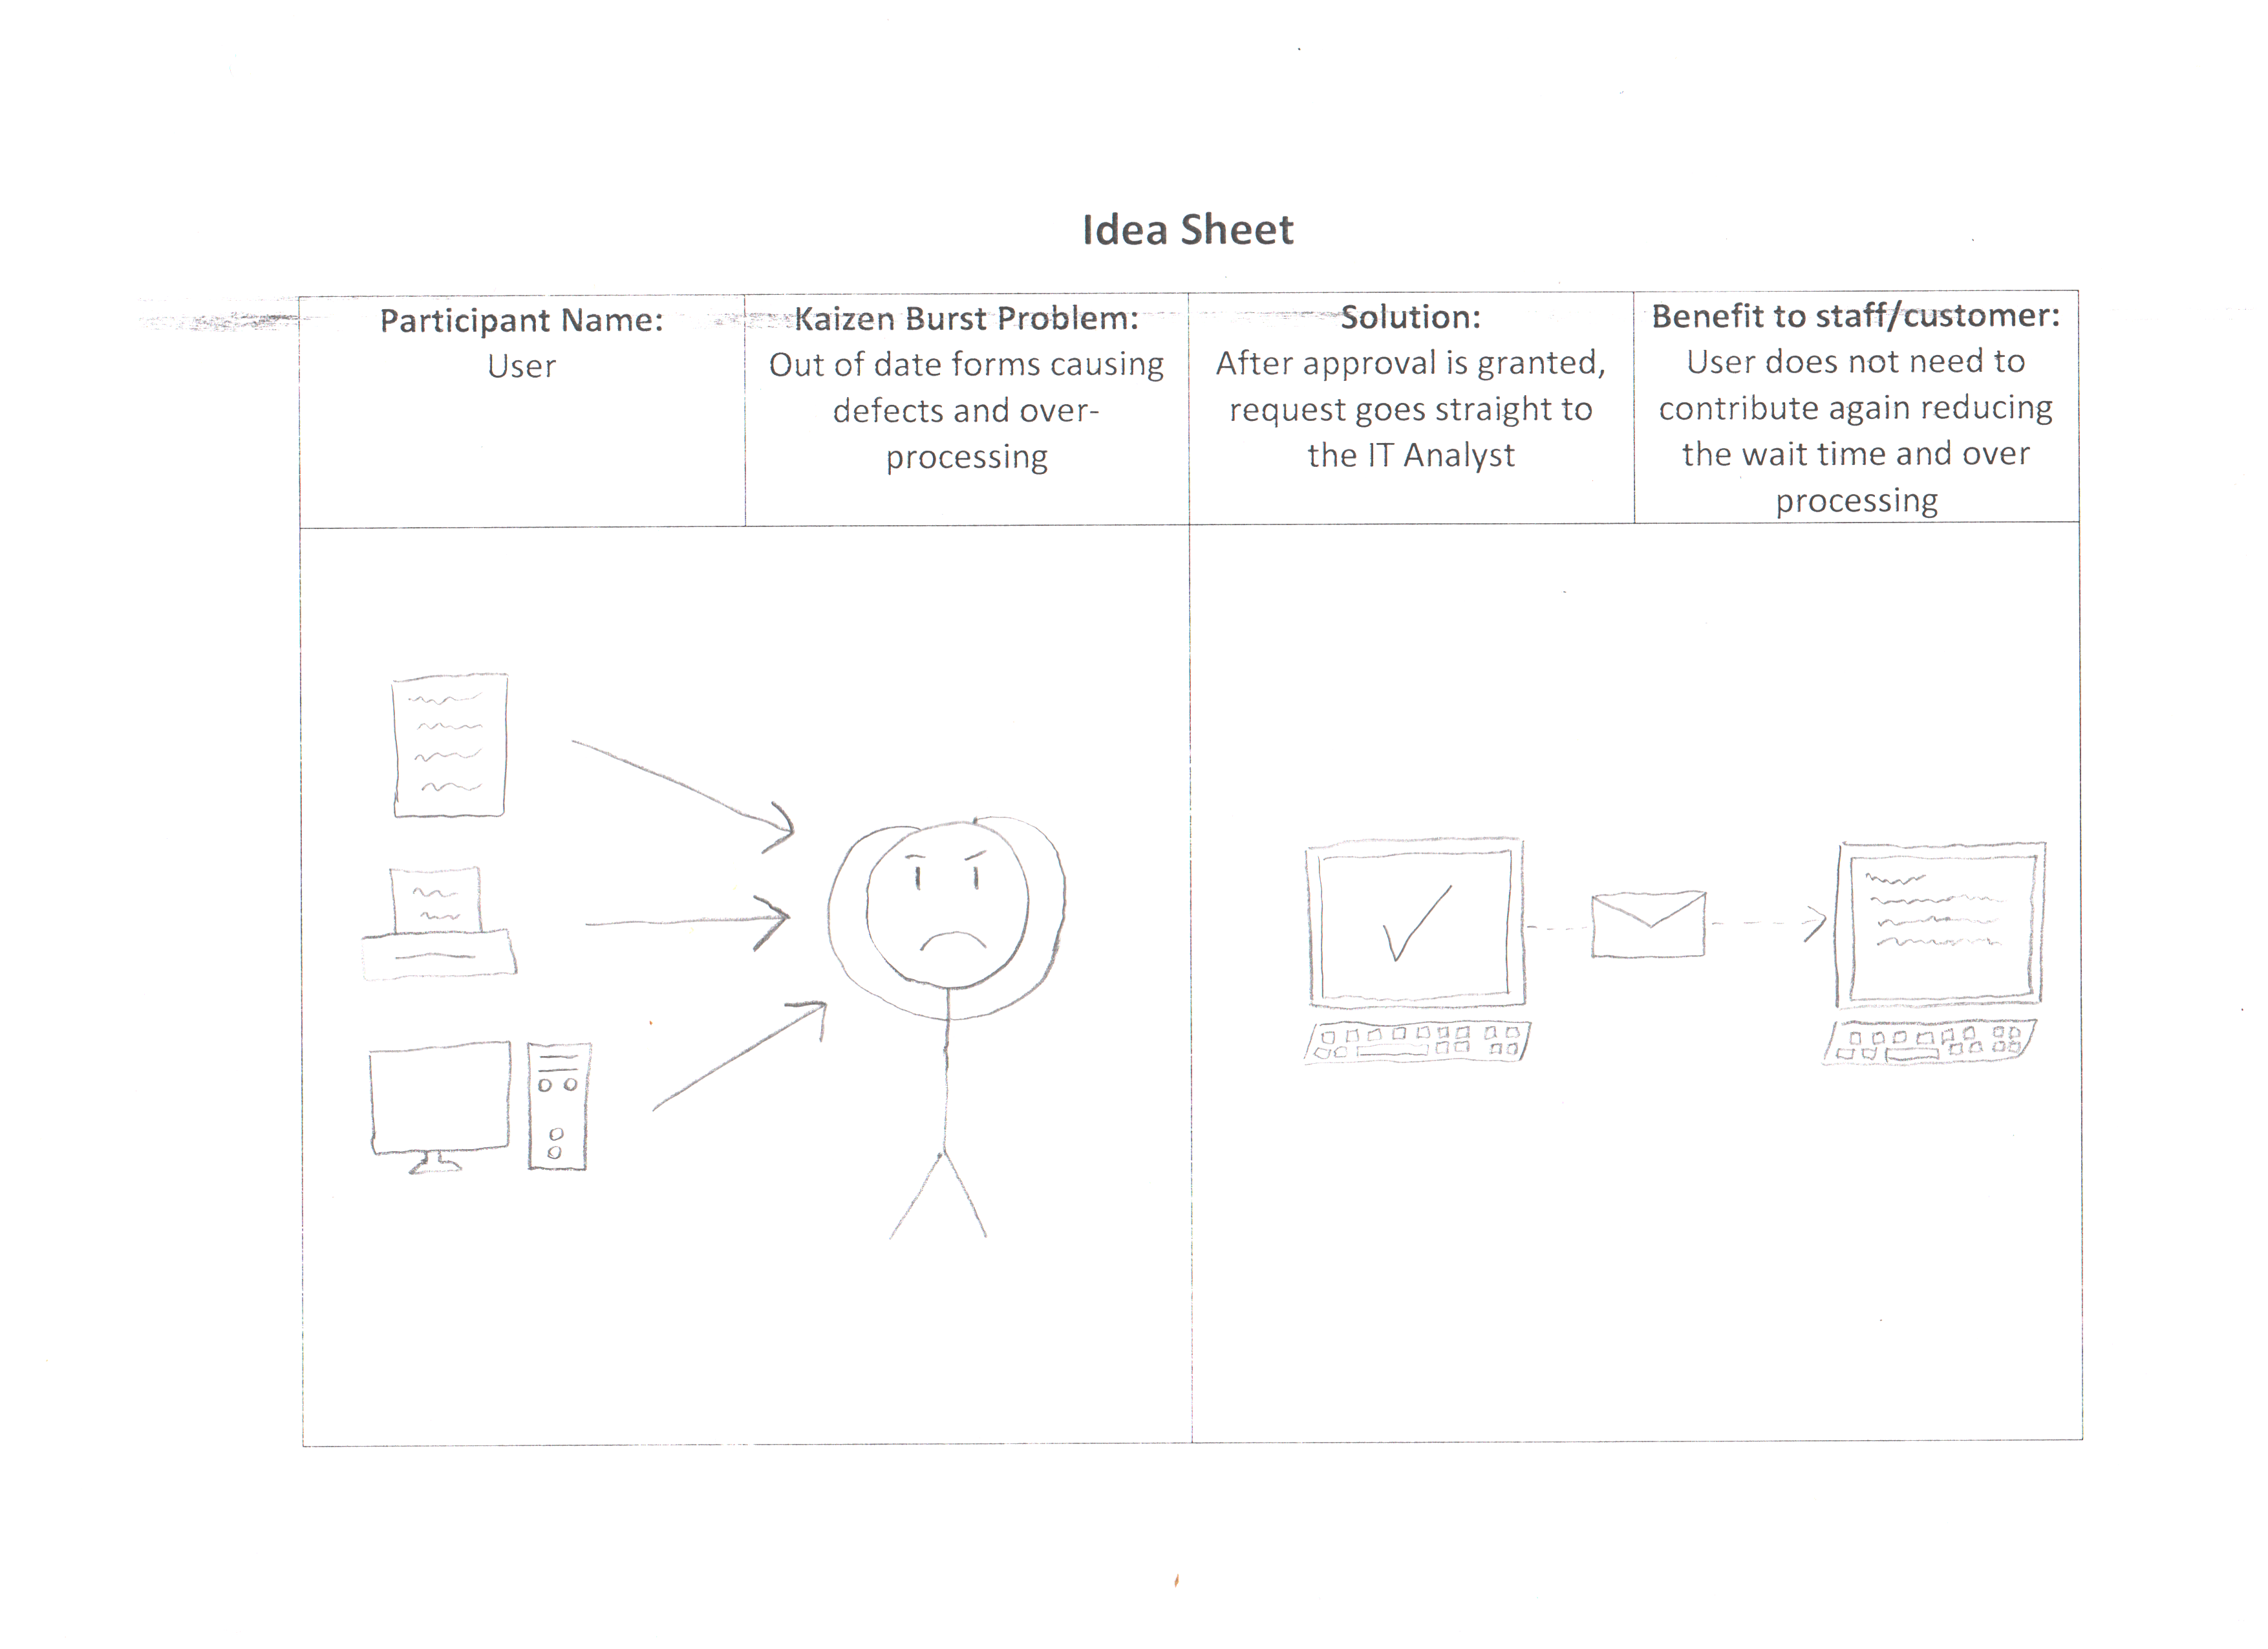 Idea Sheet
Participant Name:
User
Kaizen Burst Problem:
Out of date forms causing
defects and over-
processing
Solution:
After approval is granted,
request goes straight to
the IT Analyst
Benefit to staff/customer:
User does not need to
contribute again reducing
the wait time and over
processing